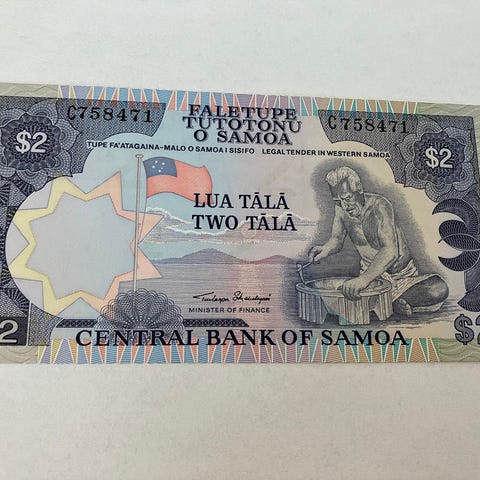 C758471
FALETUPE
TUTOTONU
O SAMOA
C758471
$2
$2
TUPE FA'ATAGAINA-MALO O SAMOA I SISIFO LEGAL TENDER IN WESTERN SAMOA
LUA TĀLĀ
TWO TĀLĀ
MINISTER OF FINANCE
2
CENTRAL BANK OF SAMOA
$2